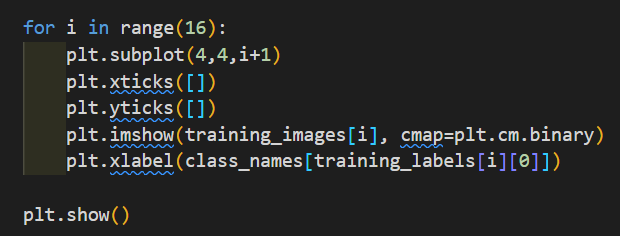 for i in range(16):
    plt.subplot(4,4,i+1)
    plt.xticks([])
    plt.yticks([])
    plt.imshow(training_images[i], cmap=plt.cm.binary)
    plt.xlabel(class_names[training_labels[i][0]])

plt.show()